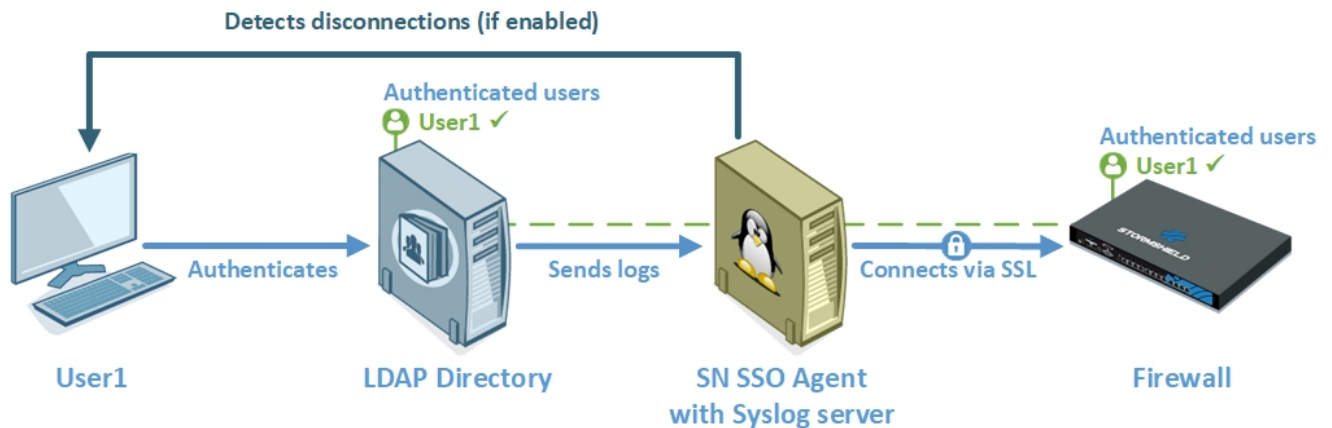 Detects disconnections (if enabled)
Authenticated users
User1 ✓
Authenticated users
User1 ✓
STORMSHIELD
Authenticates
Sends logs
Connects via SSL
User1
LDAP Directory
SN SSO Agent
with Syslog server
Firewall